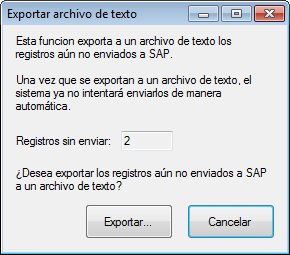 Exportar archivo de texto
Esta funcion exporta a un archivo de texto los
registros aún no enviados a SAP.
Una vez que se exportan a un archivo de texto, el
sistema ya no intentará enviarlos de manera
automática.
Registros sin enviar: 2
¿Desea exportar los registros aún no enviados a SAP
a un archivo de texto?
Exportar... Cancelar